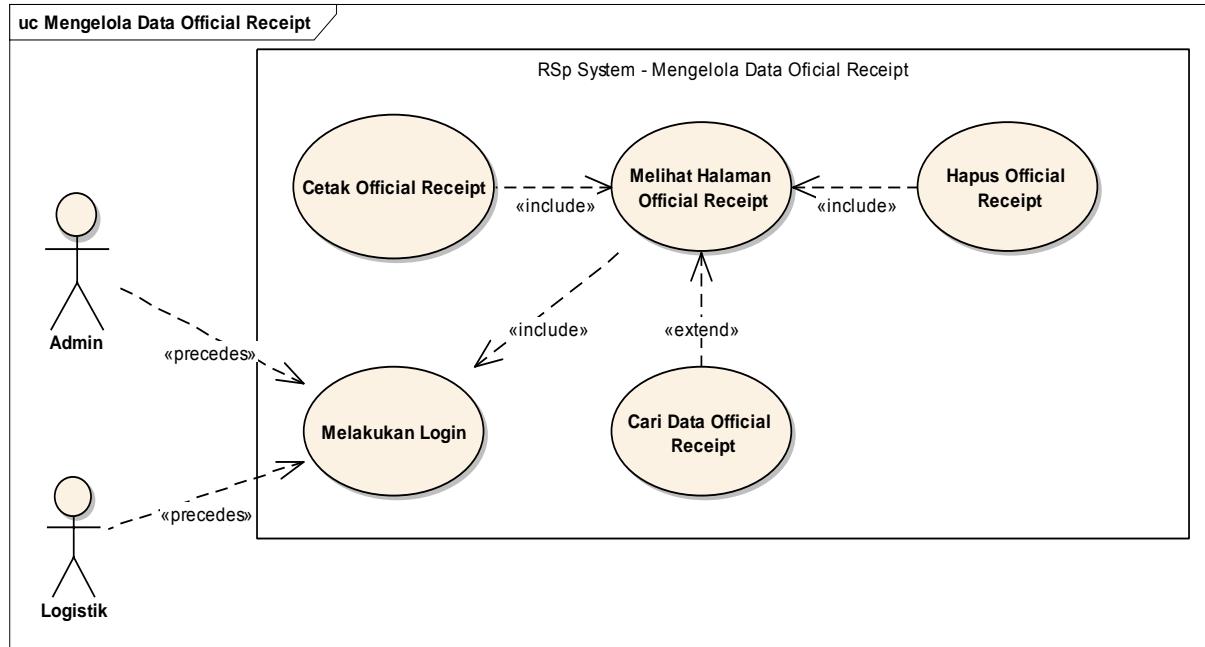 uc Mengelola Data Official Receipt
RSp System - Mengelola Data Oficial Receipt
Cetak Official Receipt
«include»
Melihat Halaman
Official Receipt
«include»
Hapus Official
Receipt
Admin
«precedes»
«include»
«extend»
Melakukan Login
Cari Data Official
Receipt
Logistik
«precedes»